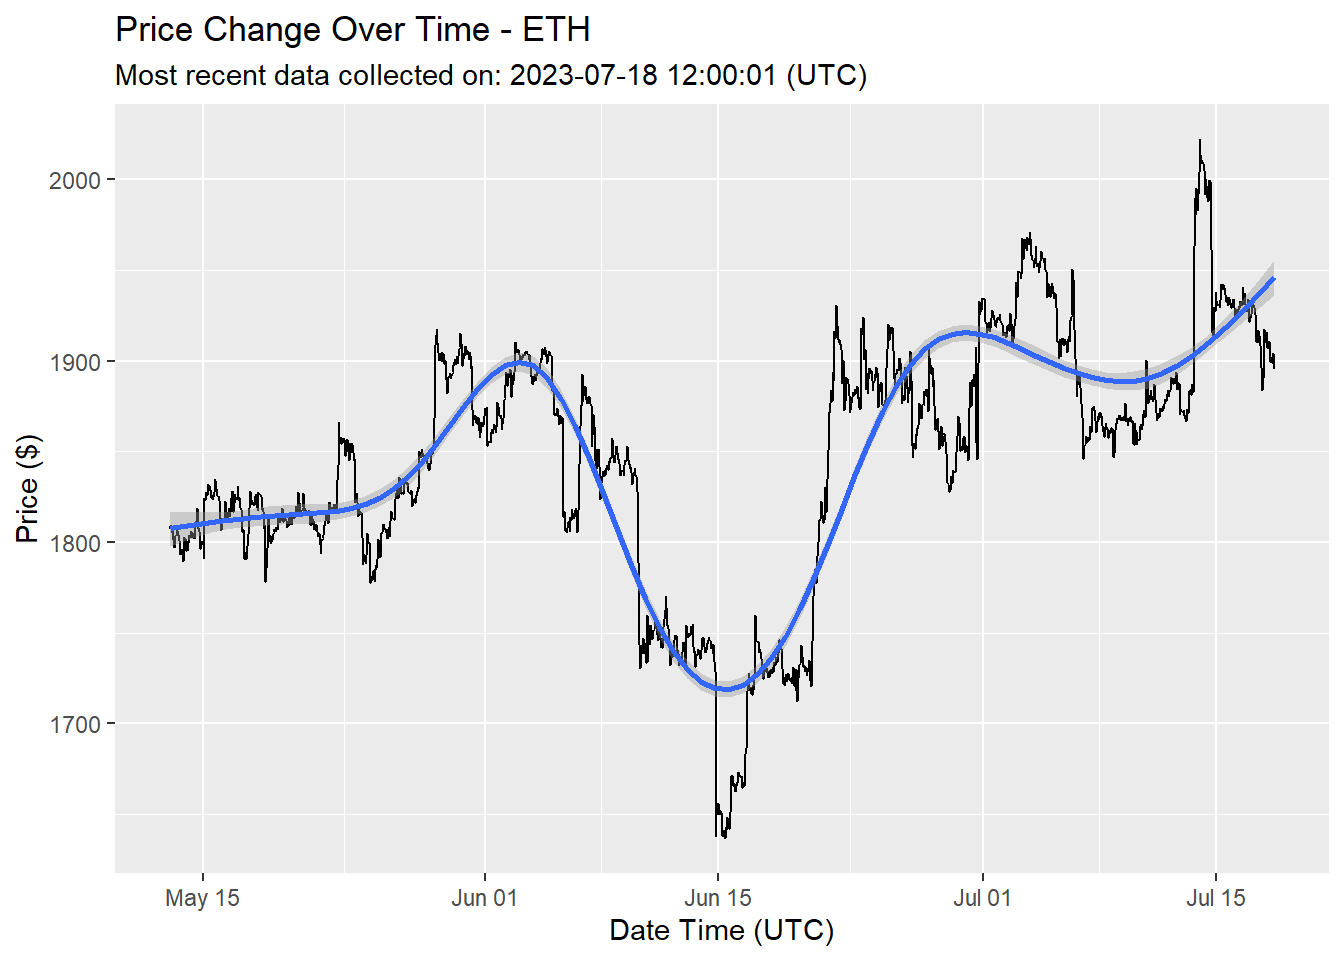 Price Change Over Time - ETH
Most recent data collected on: 2023-07-18 12:00:01 (UTC)
2000
1900
1800
1700
Price ($)
May 15
Jun 01
Jun 15
Jul 01
Jul 15
Date Time (UTC)